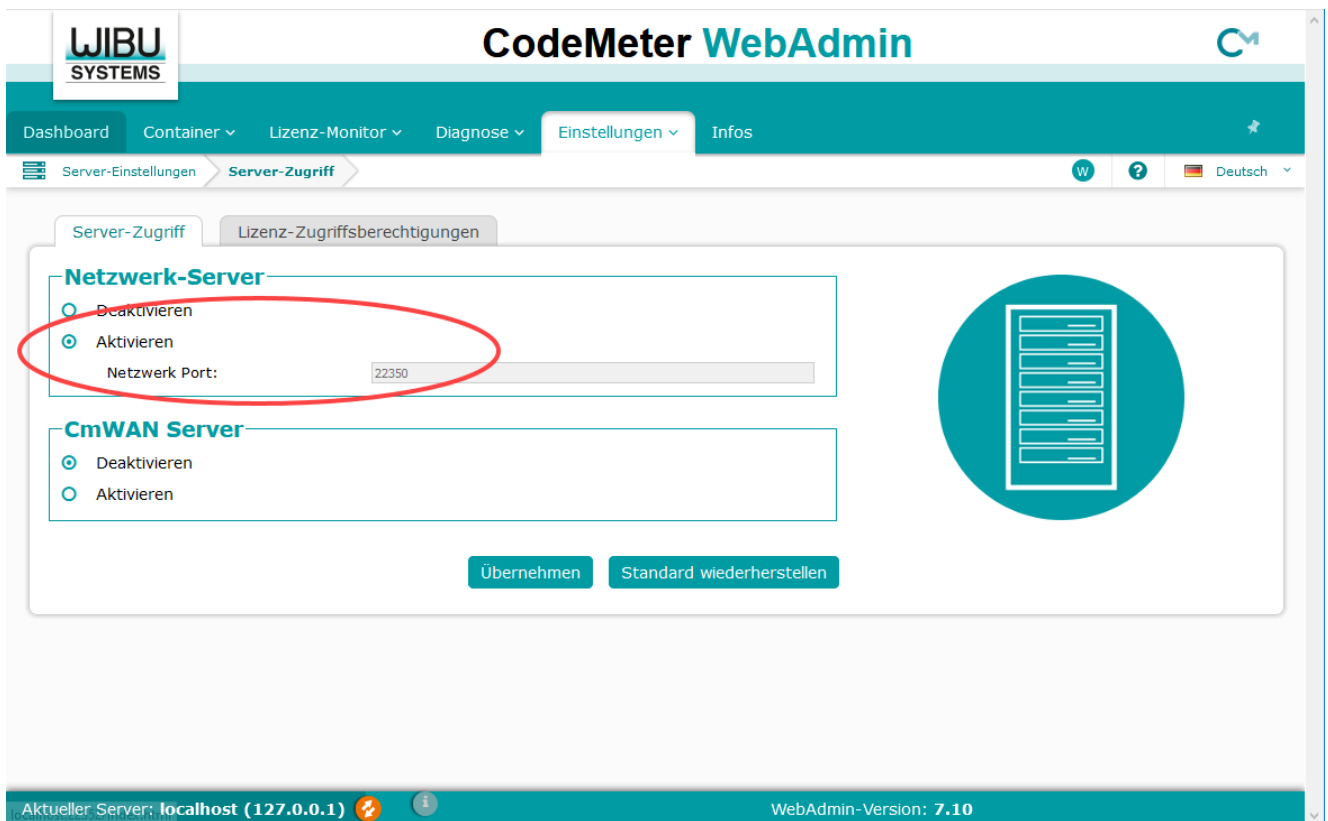 WIBU
SYSTEMS
CodeMeter WebAdmin
Dashboard Container Lizenz-Monitor Diagnose Einstellungen Infos
Server-Einstellungen Server-Zugriff W ? Deutsch
Server-Zugriff Lizenz-Zugriffsberechtigungen
Netzwerk-Server
Deaktivieren
Aktivieren
Netzwerk Port: 22350
CmWAN Server
Deaktivieren
Aktivieren
Übernehmen Standard wiederherstellen
Aktueller Server: localhost (127.0.0.1) i WebAdmin-Version: 7.10